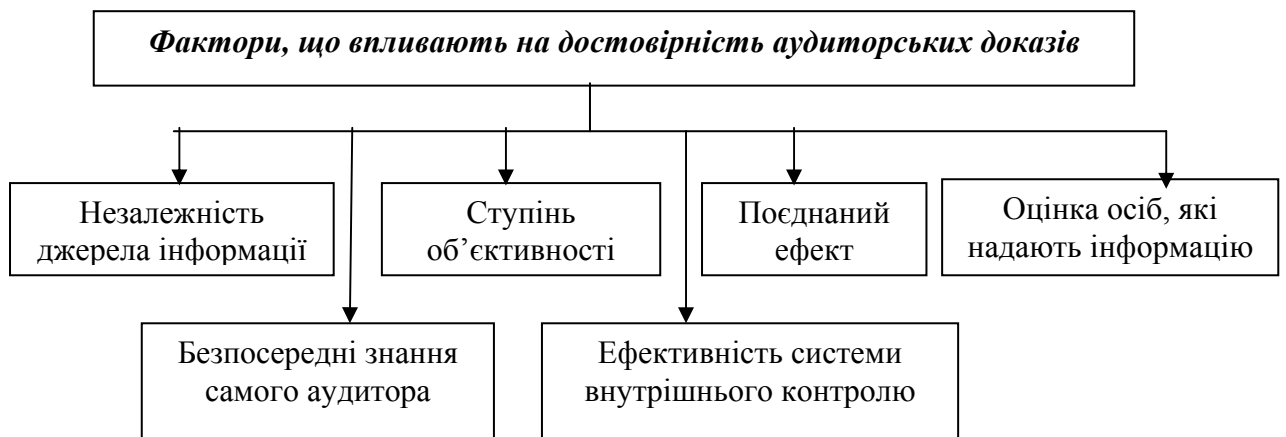 Фактори, що впливають на достовірність аудиторських доказів
Незалежність
джерела інформації
Ступінь
об’єктивності
Поєднаний
ефект
Оцінка осіб, які
надають інформацію
Безпосередні знання
самого аудитора
Ефективність системи
внутрішнього контролю